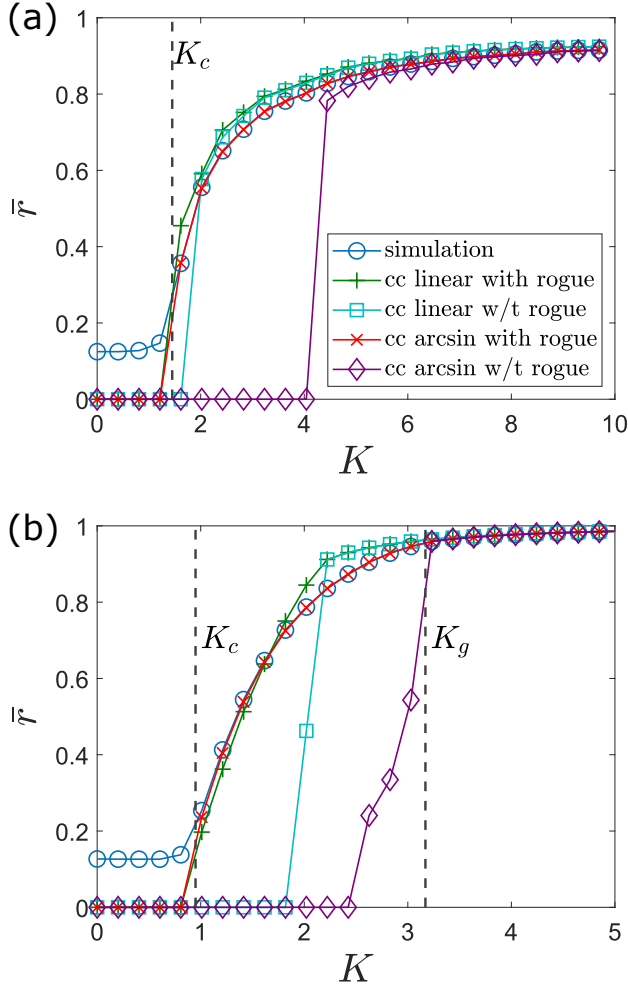 (a)
1
K_c
0.8
0.6
r̄
0.4
simulation
cc linear with rogue
cc linear w/t rogue
cc arcsin with rogue
cc arcsin w/t rogue
0.2
0
0 2 4 6 8 10
K
(b)
1
0.8
K_c K_g
0.6
r̄
0.4
0.2
0
0 1 2 3 4 5
K